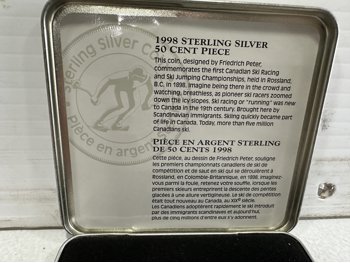 Sterling Silver Co
Pièce en argent ster
1998 STERLING SILVER
50 CENT PIECE
This coin, designed by Friedrich Peter,
commemorates the first Canadian Ski Racing
and Ski Jumping Championships, held in Rossland,
B.C. in 1898. Imagine being there in the crowd and
watching, breathless, as pioneer ski racers zoomed
down the icy slopes. Ski racing or "running" was new
to Canada in the 19th century. Brought here by
Scandinavian immigrants. Skiing quickly became part
of life in Canada. Today, more than five million
Canadians ski.
PIÈCE EN ARGENT STERLING
DE 50 CENTS 1998
Cette pièce, au dessin de Friedrich Peter, souligne
les premiers championnats canadiens de ski de
compétition et de saut en ski qui se déroulèrent à
Rossland, en Colombie-Britannique, en 1898. Imaginez-
vous parmi la foule, retenez votre souffle, lorsque les
premiers skieurs entreprirent la descente des pentes
glacées à une allure vertigineuse. Le ski de compétition
était tout nouveau au Canada, au XIXe siècle.
Les Canadiens adoptèrent rapidement le ski introduit
par des immigrants scandinaves et aujourd'hui,
plus de cinq millions d'entre eux s'y adonnent.